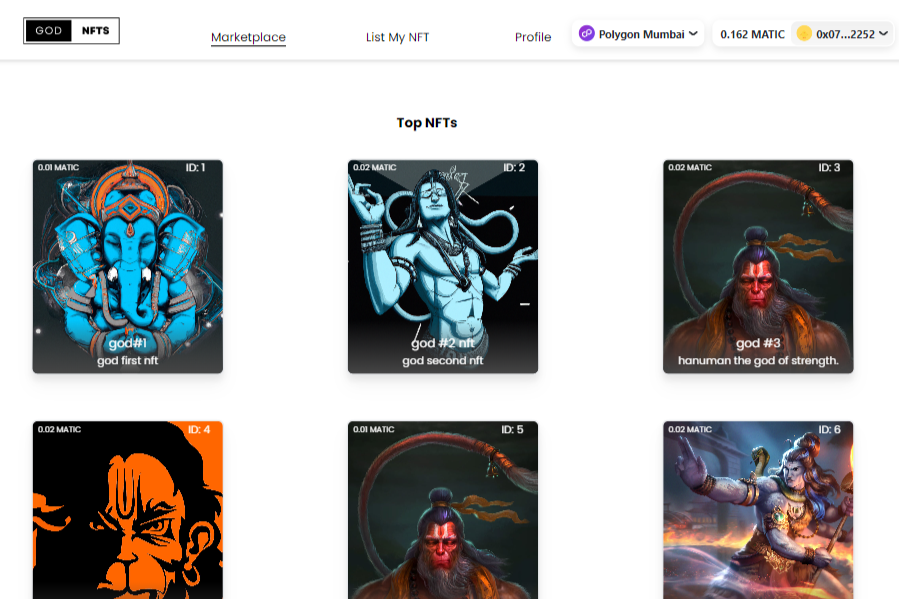 GOD NFTS
Marketplace
List My NFT
Profile
Polygon Mumbai
0.162 MATIC
0x07...2252
Top NFTs
0.01 MATIC
ID: 1
god#1
god first nft
0.02 MATIC
ID: 2
god #2 nft
god second nft
0.02 MATIC
ID: 3
god #3
hanuman the god of strength.
0.02 MATIC
ID: 4
0.01 MATIC
ID: 5
0.02 MATIC
ID: 6